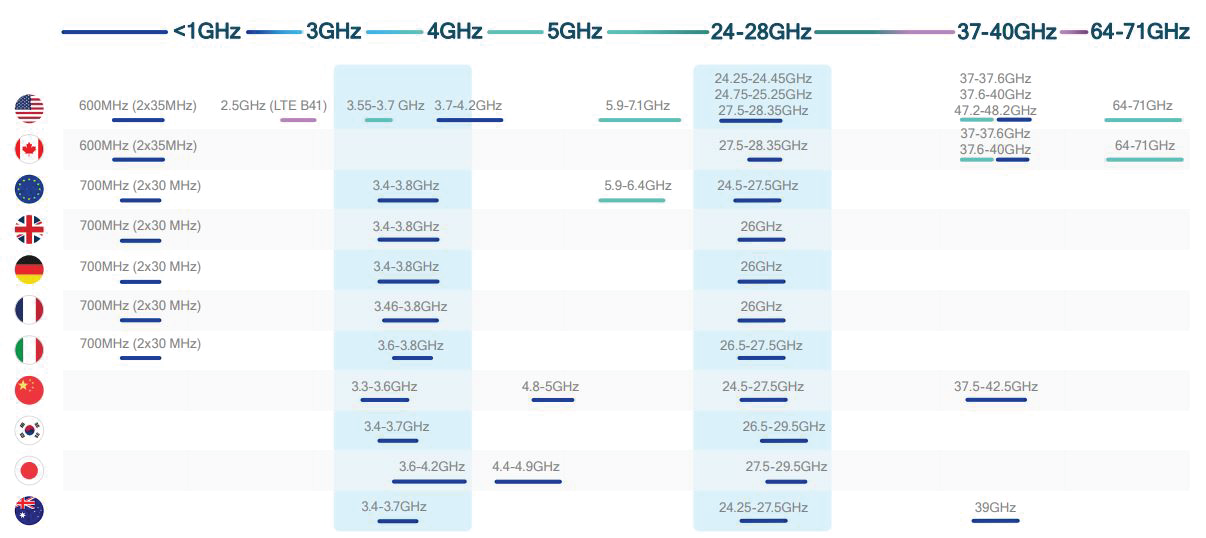 <1GHz 3GHz 4GHz 5GHz 24-28GHz 37-40GHz 64-71GHz
24.25-24.45GHz 37-37.6GHz
24.75-25.25GHz 37.6-40GHz
600MHz (2x35MHz) 2.5GHz (LTE B41) 3.55-3.7 GHz 3.7-4.2GHz 5.9-7.1GHz 27.5-28.35GHz 47.2-48.2GHz 64-71GHz
37-37.6GHz
600MHz (2x35MHz) 27.5-28.35GHz 37.6-40GHz 64-71GHz
700MHz (2x30 MHz) 3.4-3.8GHz 5.9-6.4GHz 24.5-27.5GHz
700MHz (2x30 MHz) 3.4-3.8GHz 26GHz
700MHz (2x30 MHz) 3.4-3.8GHz 26GHz
700MHz (2x30 MHz) 3.46-3.8GHz 26GHz
700MHz (2x30 MHz) 3.6-3.8GHz 26.5-27.5GHz
3.3-3.6GHz 4.8-5GHz 24.5-27.5GHz 37.5-42.5GHz
3.4-3.7GHz 26.5-29.5GHz
3.6-4.2GHz 4.4-4.9GHz 27.5-29.5GHz
3.4-3.7GHz 24.25-27.5GHz 39GHz